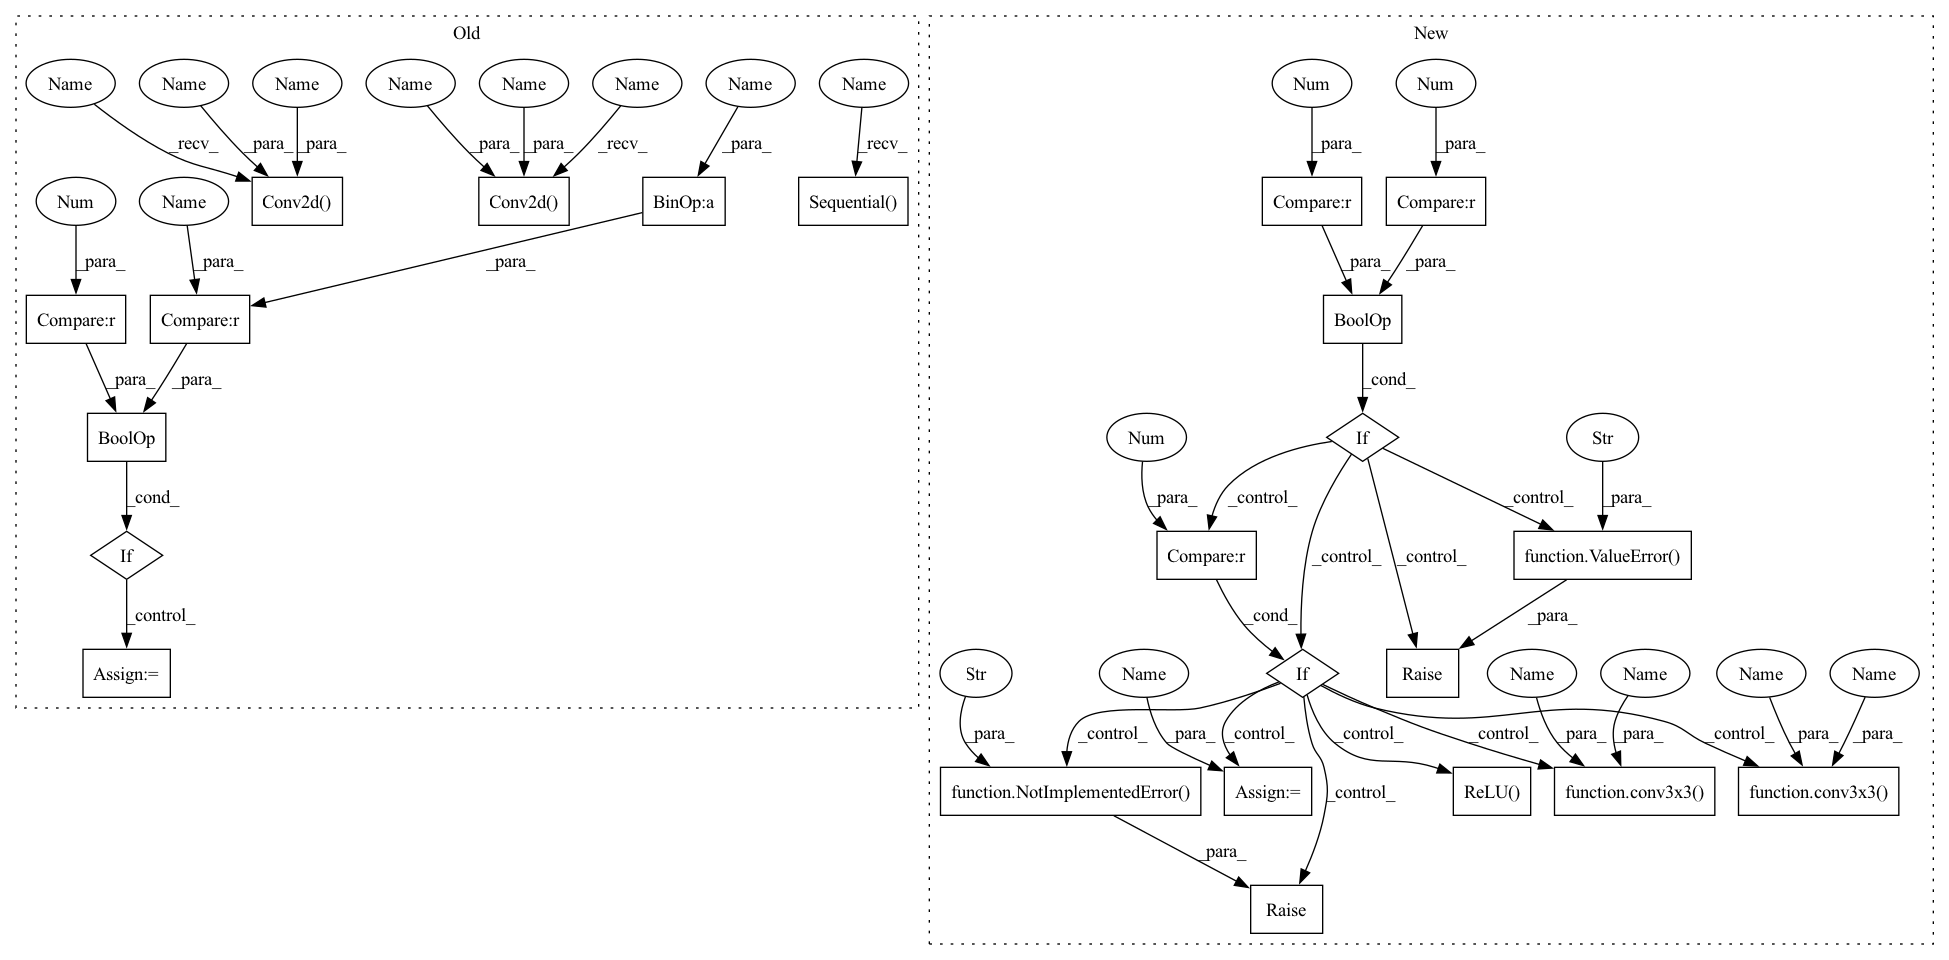 Old
New
Name
Name
Name
Name
Name
Name
Name
Name
Num
Num
_recv_
_para_
_para_
_para_
_para_
_recv_
_para_
_recv_
_para_
_para_
Num
Name
Conv2d()
Conv2d()
BinOp:a
Sequential()
Compare:r
Compare:r
_para_
_para_
_para_
_para_
_para_
Compare:r
Compare:r
BoolOp
_para_
_para_
_cond_
BoolOp
Num
If
Str
_cond_
_para_
_control_
_control_
_control_
_control_
_para_
If
Compare:r
function.ValueError()
_control_
_cond_
_para_
Assign:=
Str
Name
If
Raise
Name
Name
Name
Name
_para_
_control_
_para_
_control_
_control_
_control_
_control_
_para_
_para_
_control_
_para_
_para_
function.NotImplementedError()
Assign:=
ReLU()
function.conv3x3()
function.conv3x3()
_para_
Raise